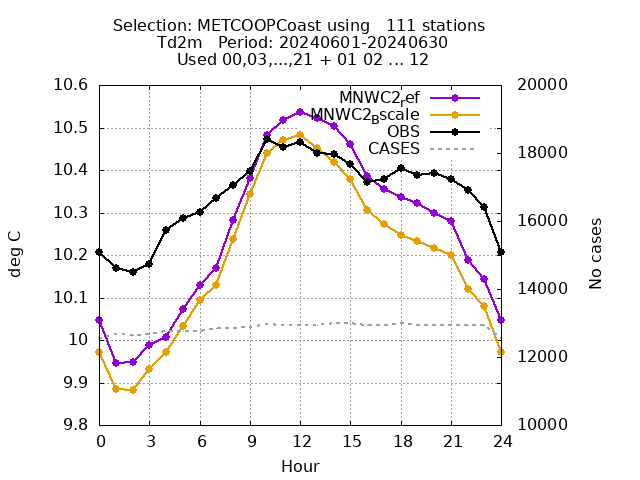 Selection: METCOOPCoast using   111 stations
Td2m   Period: 20240601-20240630
Used 00,03,...,21 + 01 02 ... 12
10.6
10.5
10.4
10.3
10.2
10.1
10
9.9
9.8
deg C
20000
18000
16000
14000
12000
10000
No cases
MNWC2ref
MNWC2Bscale
OBS
CASES
0 3 6 9 12 15 18 21 24
Hour